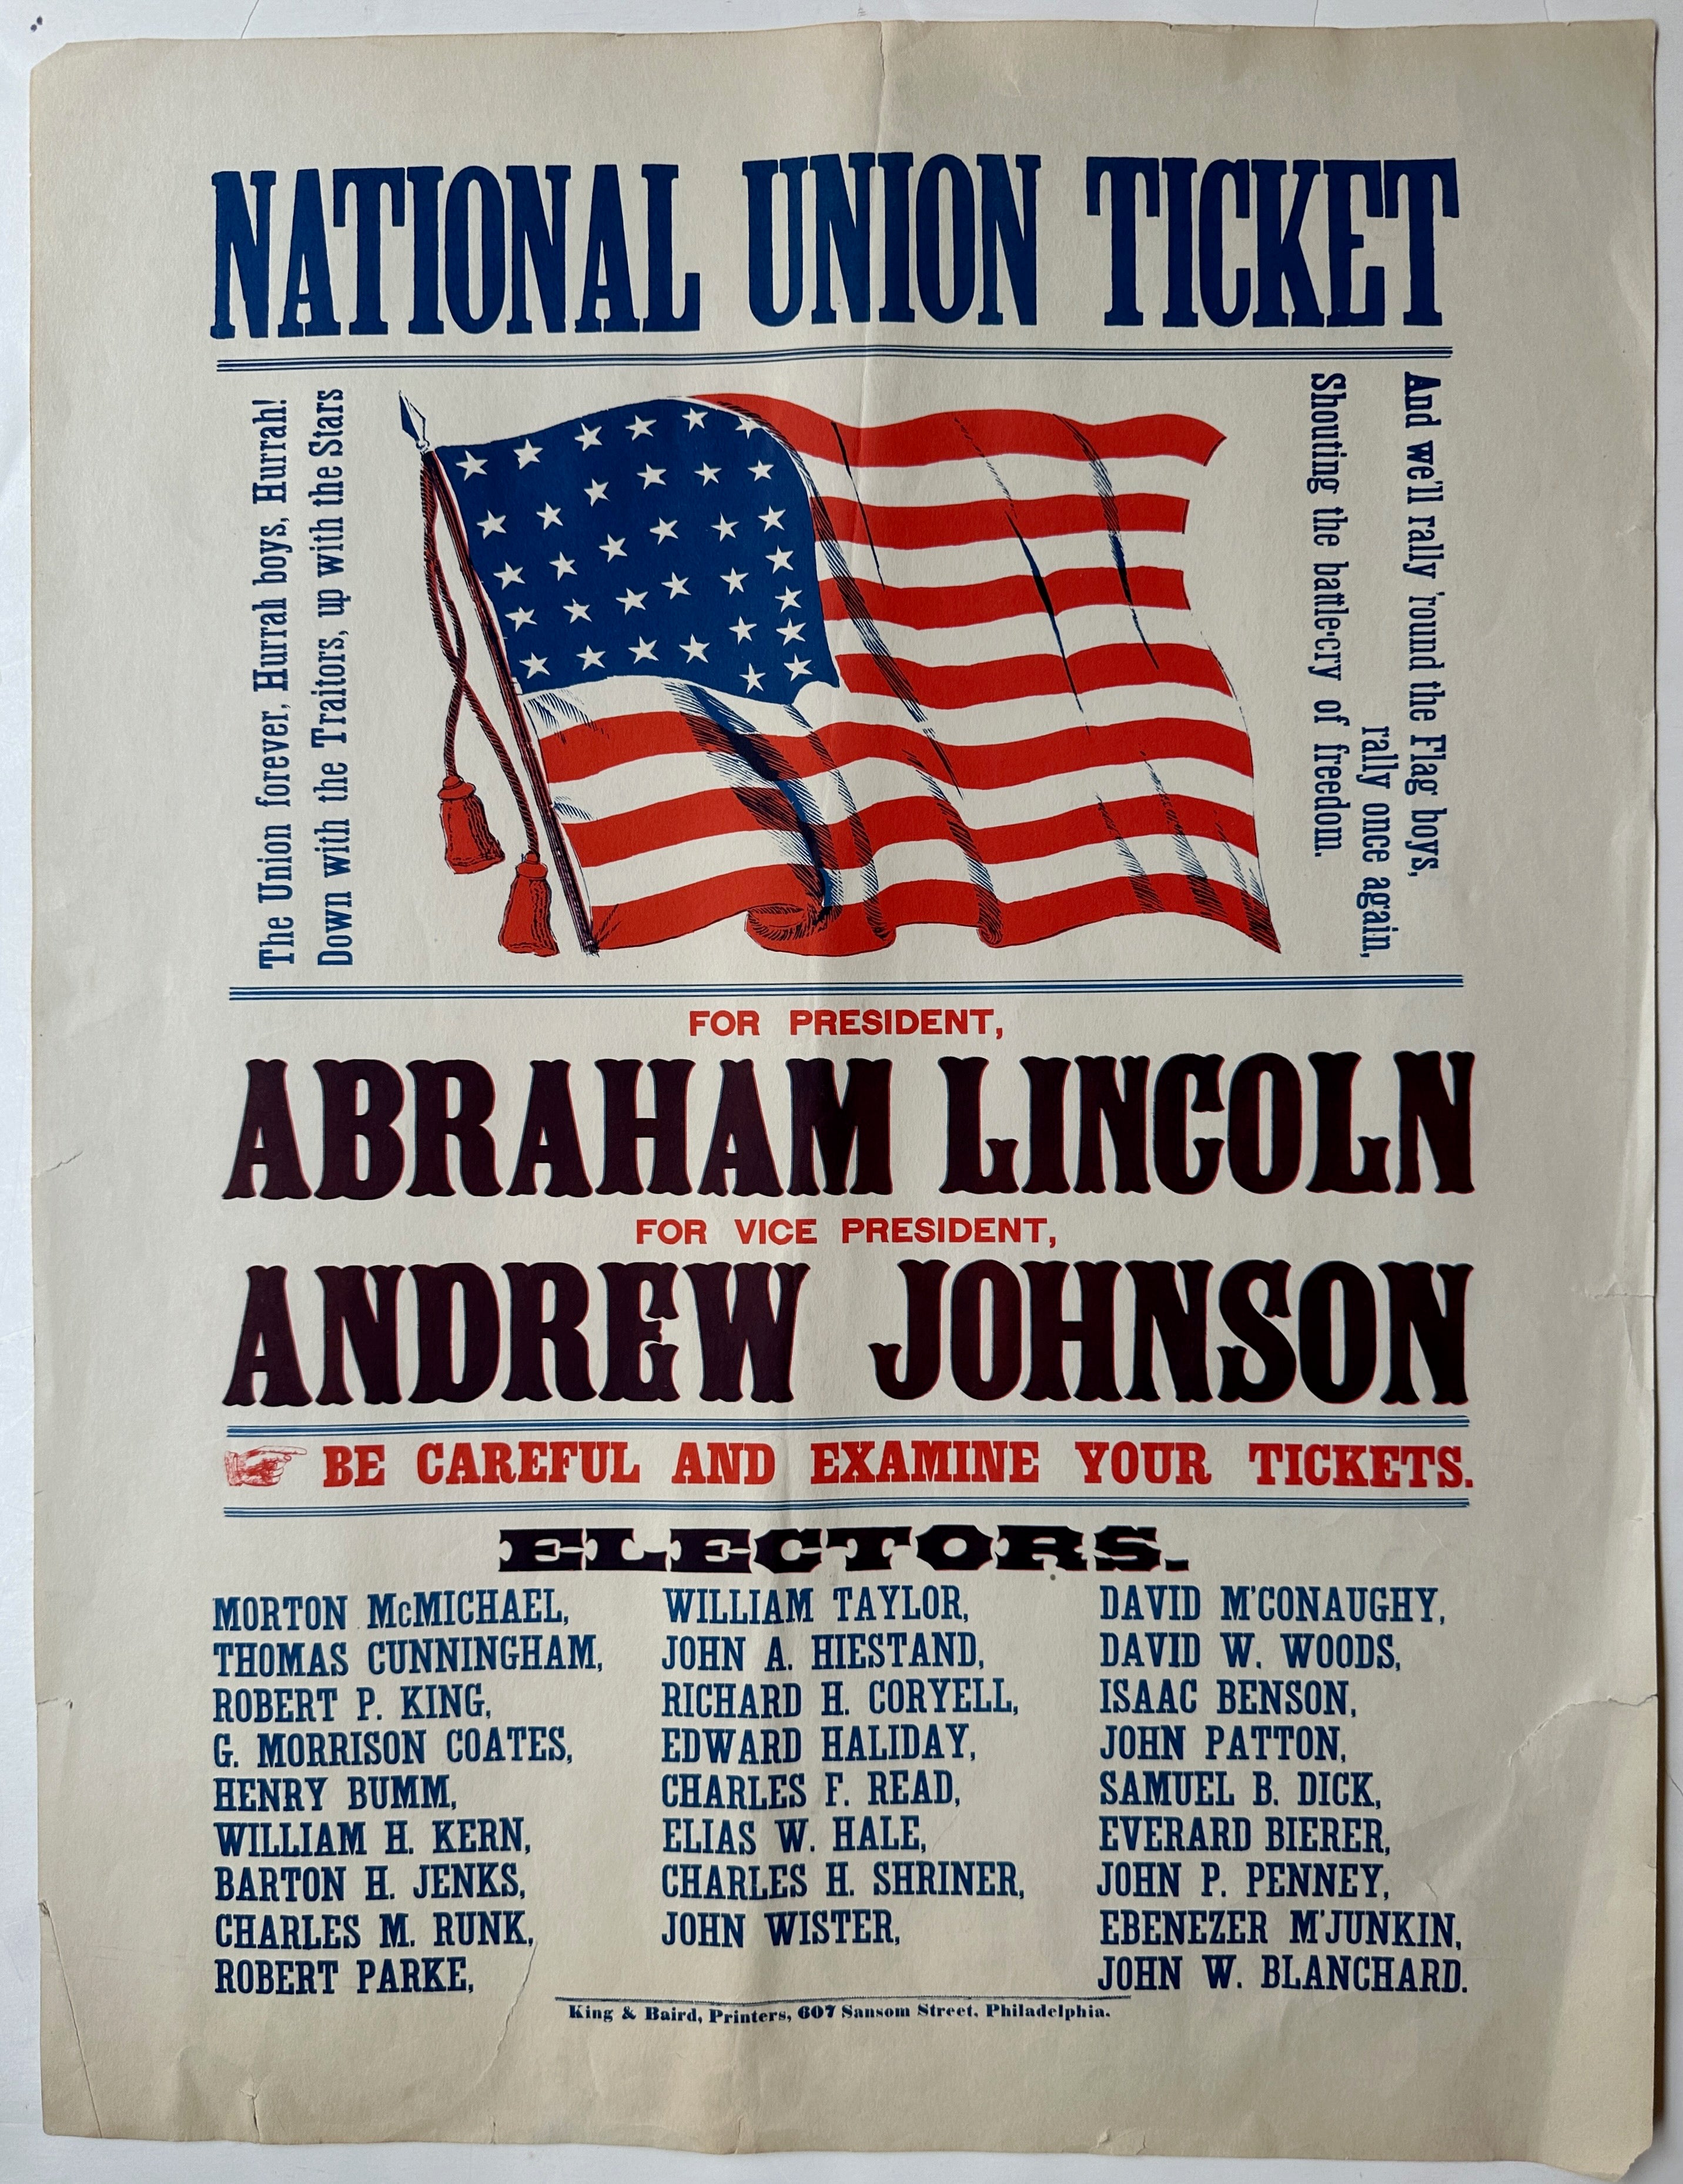 NATIONAL UNION TICKET
The Union forever, Hurrah boys, Hurrah!
Down with the Traitors, up with the Stars
And we'll rally 'round the Flag boys,
rally once again,
Shouting the battle-cry of freedom.
FOR PRESIDENT,
ABRAHAM LINCOLN
FOR VICE PRESIDENT,
ANDREW JOHNSON
BE CAREFUL AND EXAMINE YOUR TICKETS.
ELECTORS.
MORTON McMICHAEL,
THOMAS CUNNINGHAM,
ROBERT P. KING,
G. MORRISON COATES,
HENRY BUMM,
WILLIAM H. KERN,
BARTON H. JENKS,
CHARLES M. RUNK,
ROBERT PARKE,
WILLIAM TAYLOR,
JOHN A. HIESTAND,
RICHARD H. CORYELL,
EDWARD HALIDAY,
CHARLES F. READ,
ELIAS W. HALE,
CHARLES H. SHRINER,
JOHN WISTER,
DAVID M'CONAUGHY,
DAVID W. WOODS,
ISAAC BENSON,
JOHN PATTON,
SAMUEL B. DICK,
EVERARD BIERER,
JOHN P. PENNEY,
EBENEZER M'JUNKIN,
JOHN W. BLANCHARD.
King & Baird, Printers, 607 Sansom Street, Philadelphia.